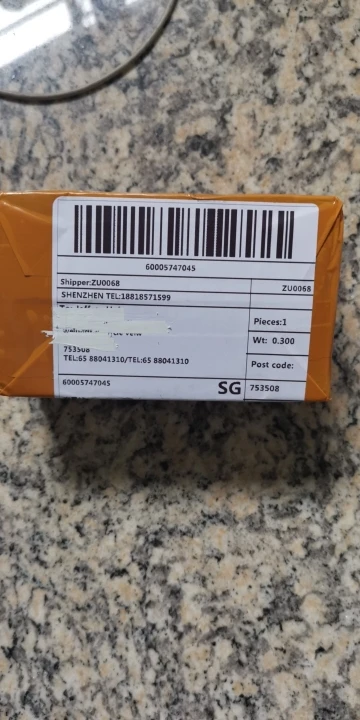 60005747045
Shipper:ZU0068
ZU0068
SHENZHEN TEL:18818571599
Pieces:1
Wt: 0.300
753508
TEL:65 88041310/TEL:65 88041310
Post code:
60005747045
SG
753508